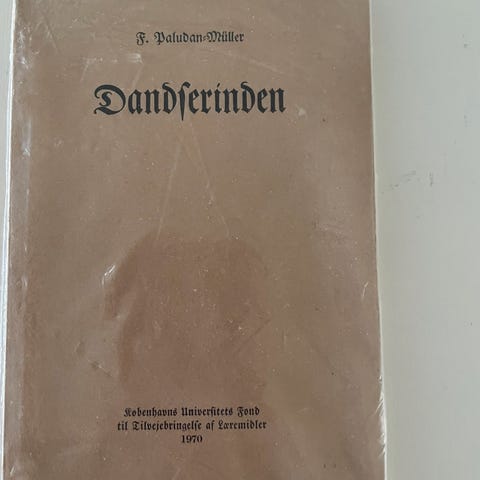 F. Paludan-Müller
Dandserinden
Københavns Universitets Fond
til Tilvejebringelse af Læremidler
1970